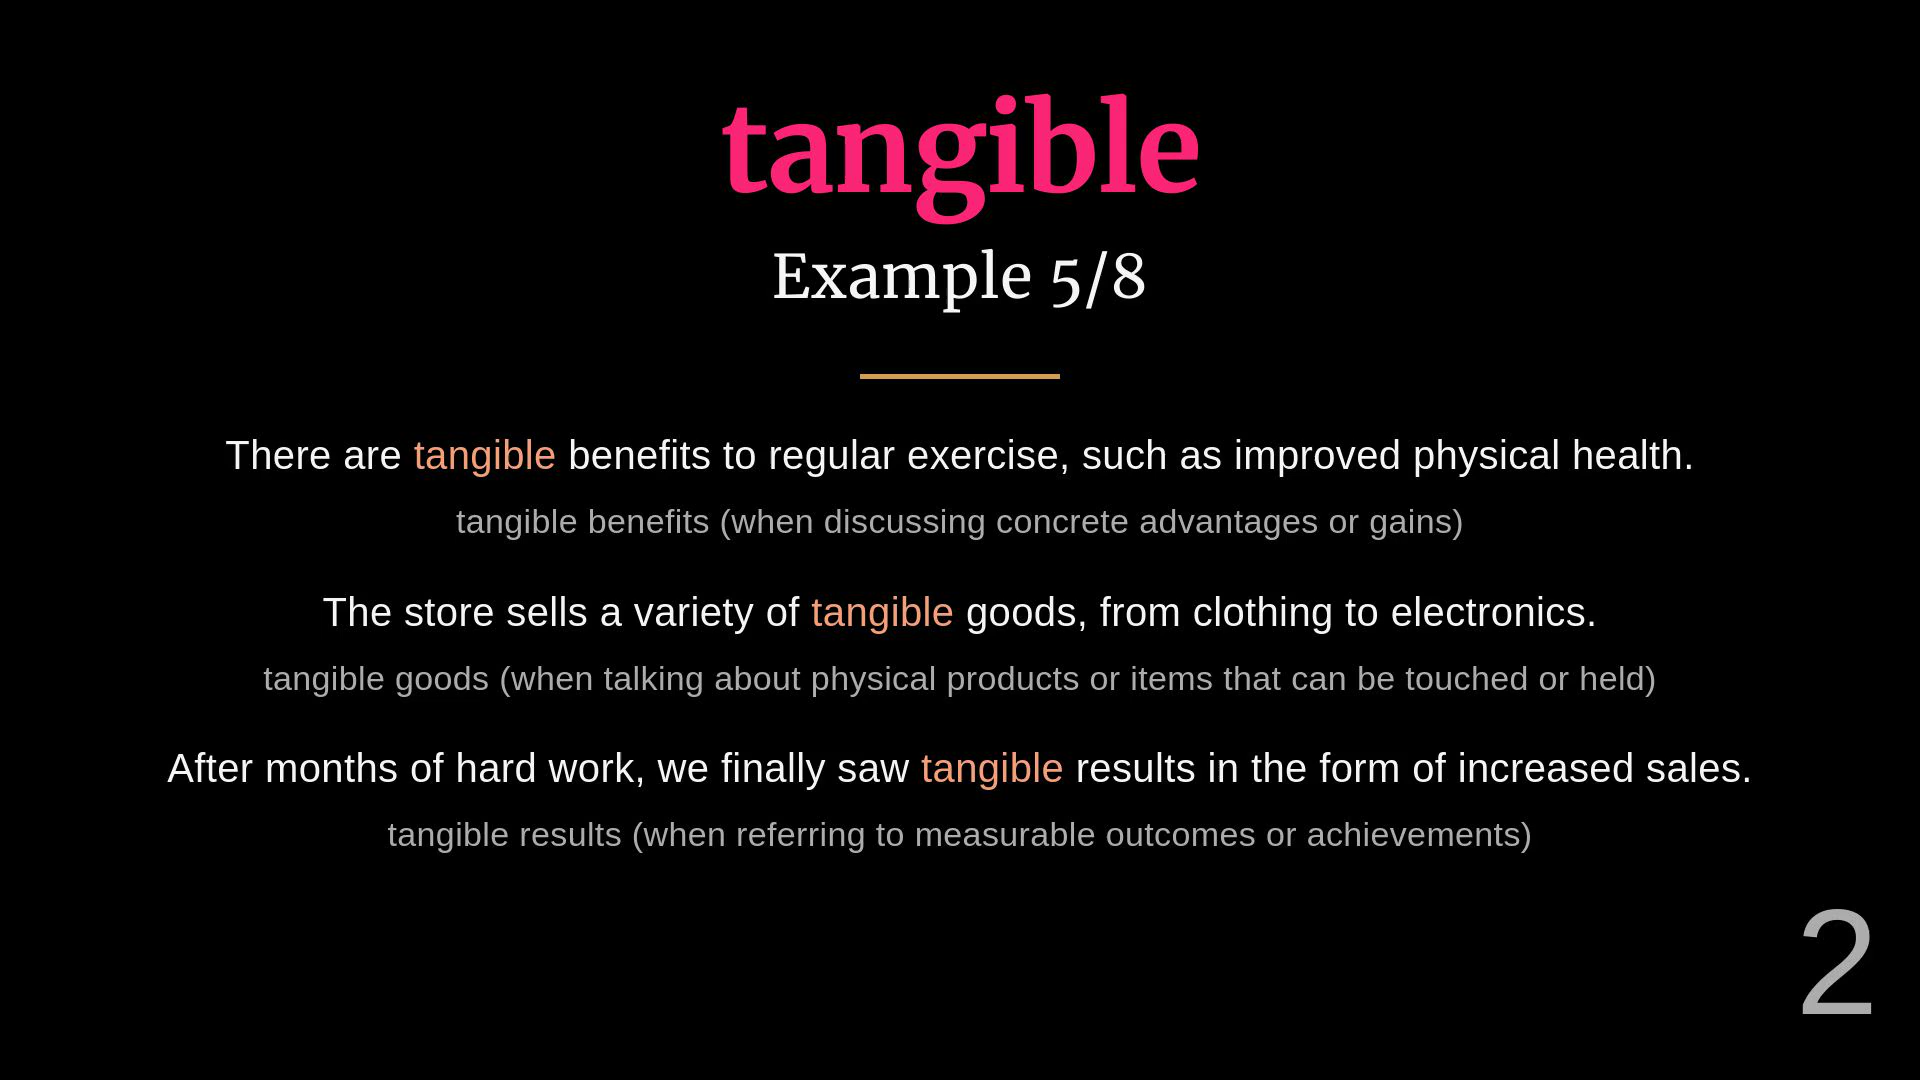 tangible
Example 5/8
There are tangible benefits to regular exercise, such as improved physical health.
tangible benefits (when discussing concrete advantages or gains)
The store sells a variety of tangible goods, from clothing to electronics.
tangible goods (when talking about physical products or items that can be touched or held)
After months of hard work, we finally saw tangible results in the form of increased sales.
tangible results (when referring to measurable outcomes or achievements)
2